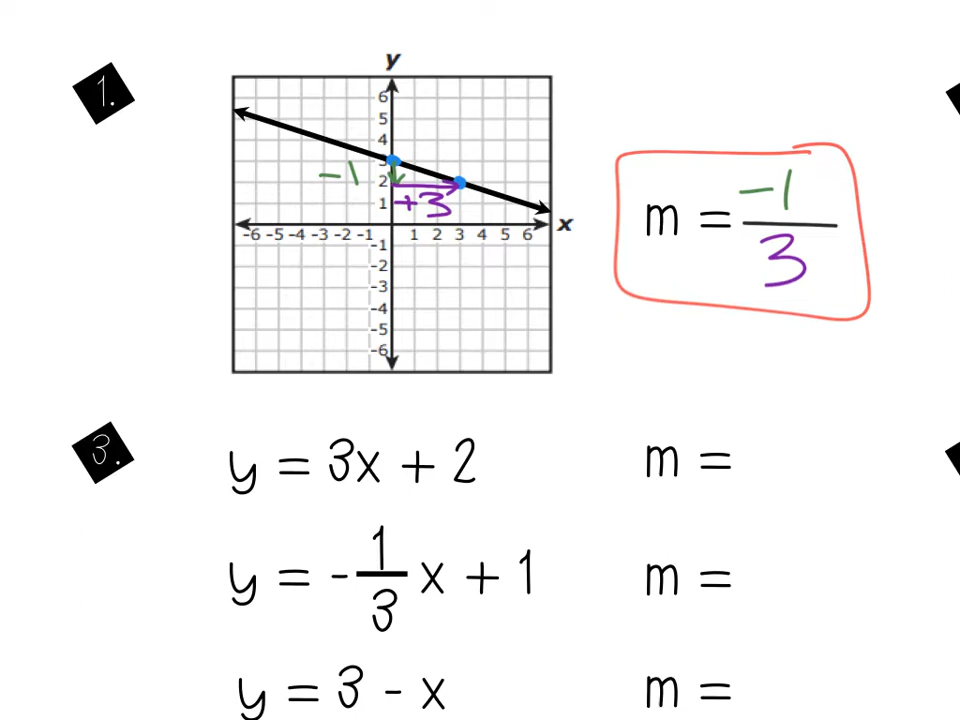 1.
y
6
5
4
3
-1
2
+3
1
-6 -5 -4 -3 -2 -1 1 2 3 4 5 6 x
-1
-2
-3
-4
-5
-6
m = -1/3
3.
y = 3x + 2 m =
y = -1/3 x + 1 m =
y = 3 - x m =